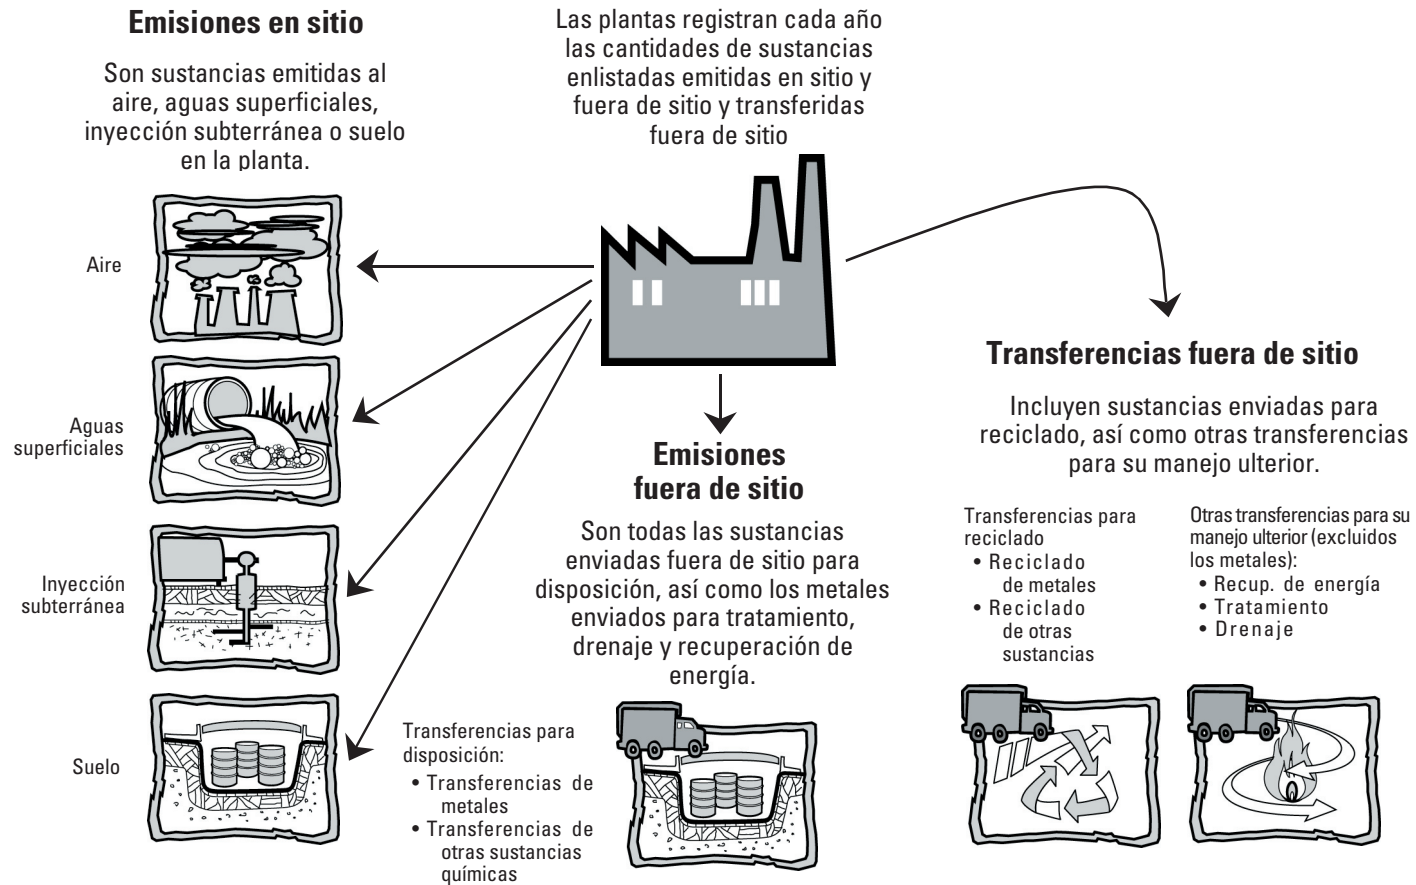 Emisiones en sitio
Son sustancias emitidas al
aire, aguas superficiales,
inyección subterránea o suelo
en la planta.
Aire
Aguas
superficiales
Inyección
subterránea
Suelo
Las plantas registran cada año
las cantidades de sustancias
enlistadas emitidas en sitio y
fuera de sitio y transferidas
fuera de sitio
Emisiones
fuera de sitio
Son todas las sustancias
enviadas fuera de sitio para
disposición, así como los metales
enviados para tratamiento,
drenaje y recuperación de
energía.
Transferencias para
disposición:
• Transferencias de
metales
• Transferencias de
otras sustancias
químicas
Transferencias fuera de sitio
Incluyen sustancias enviadas para
reciclado, así como otras transferencias
para su manejo ulterior.
Transferencias para
reciclado
• Reciclado
de metales
• Reciclado
de otras
sustancias
Otras transferencias para su
manejo ulterior (excluidos
los metales):
• Recup. de energía
• Tratamiento
• Drenaje